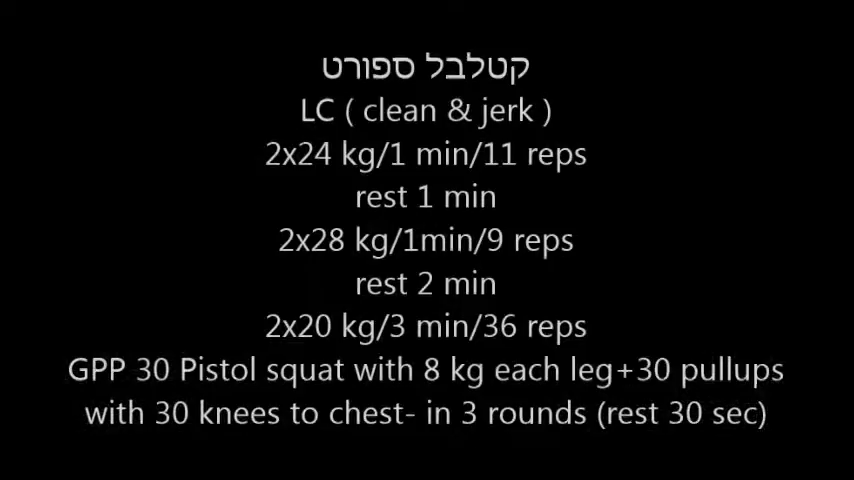 קטלבל ספורט
LC ( clean & jerk )
2x24 kg/1 min/11 reps
rest 1 min
2x28 kg/1min/9 reps
rest 2 min
2x20 kg/3 min/36 reps
GPP 30 Pistol squat with 8 kg each leg+30 pullups
with 30 knees to chest- in 3 rounds (rest 30 sec)